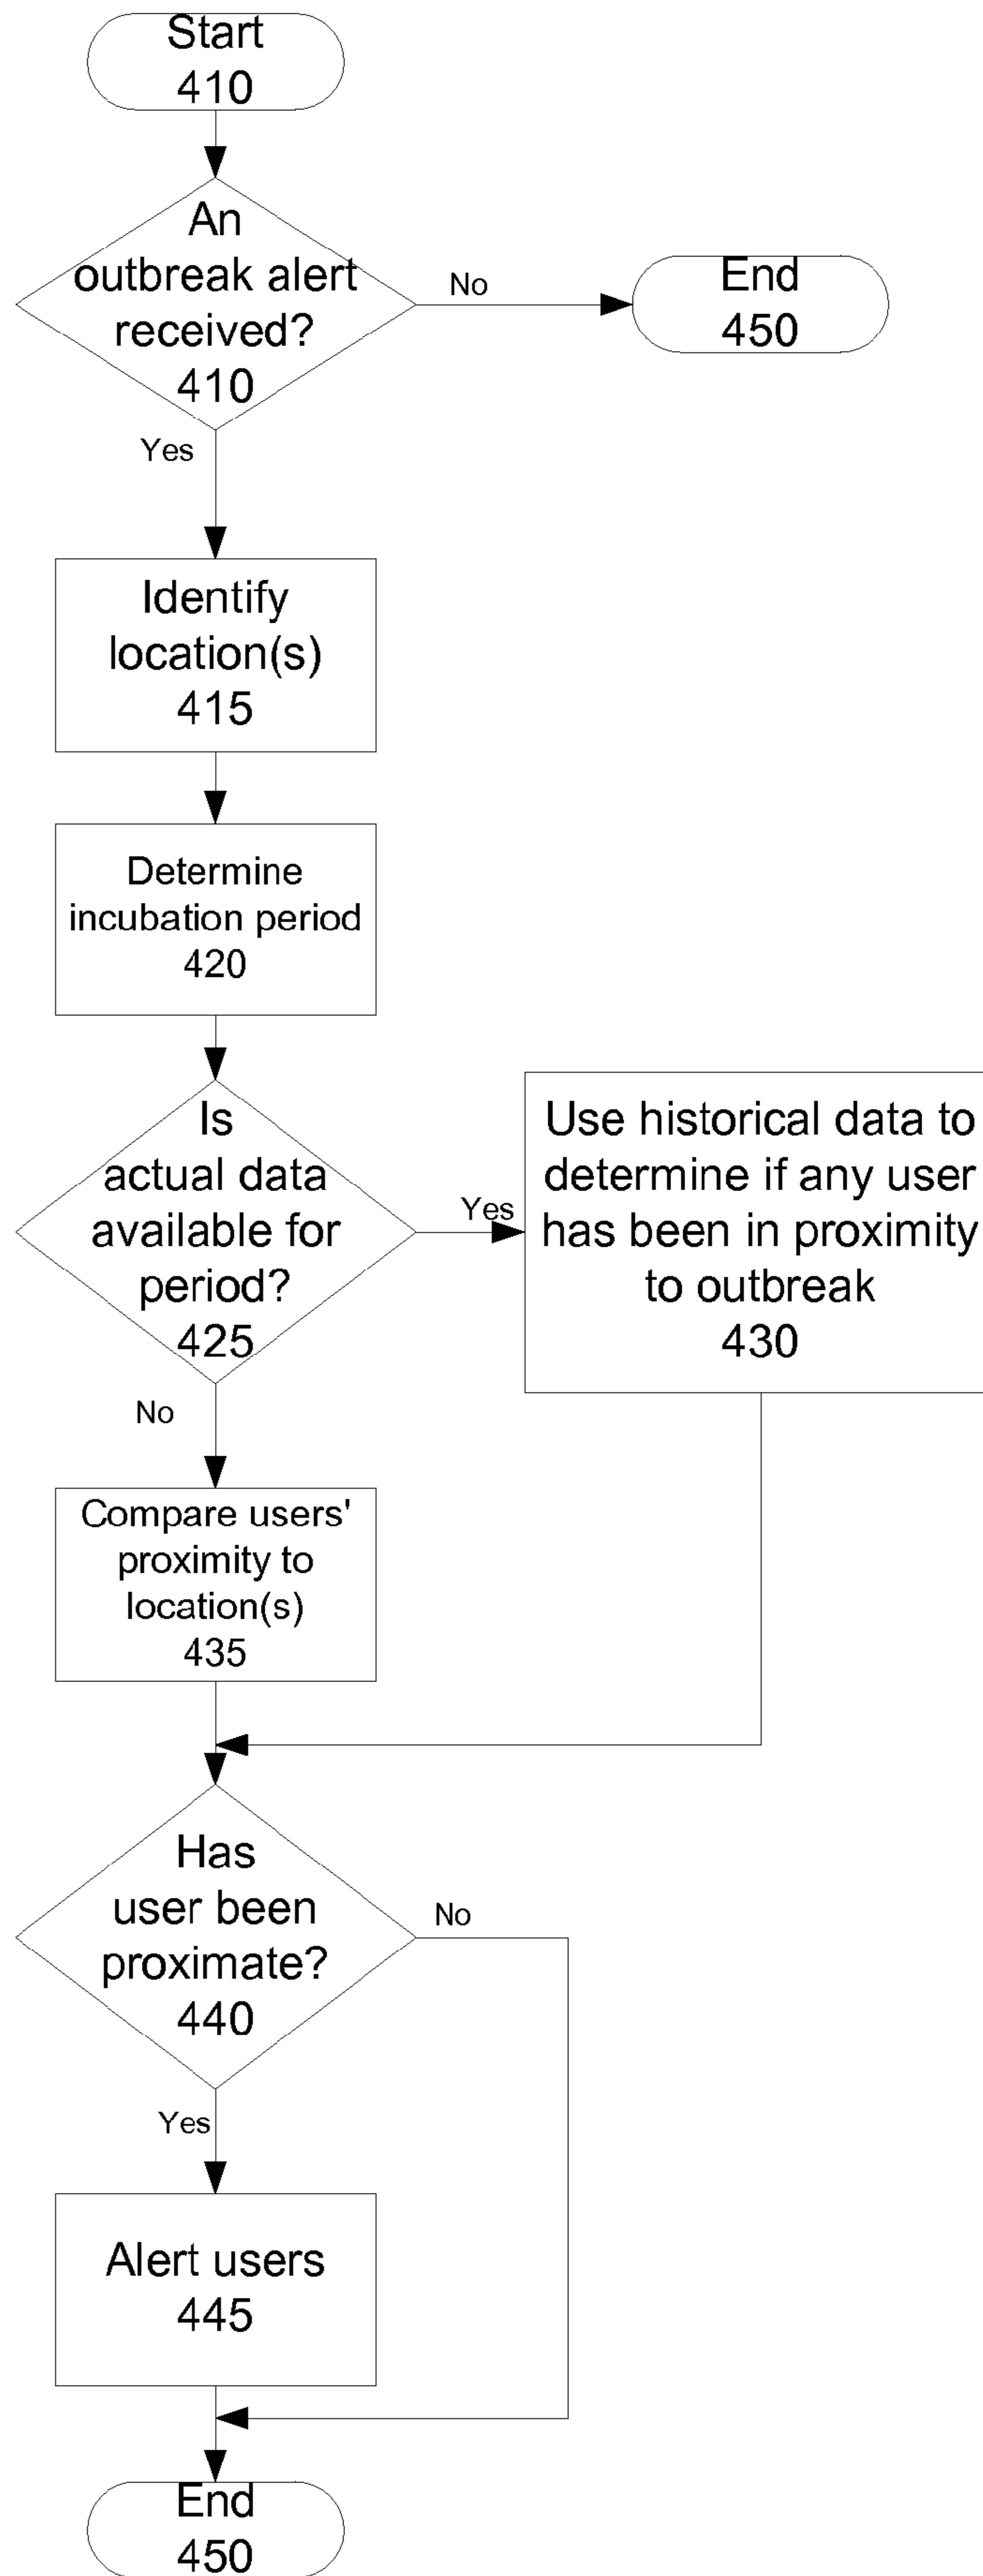 Start
410
An
outbreak alert
received?
410
No
End
450
Yes
Identify
location(s)
415
Determine
incubation period
420
Is
actual data
available for
period?
425
Yes
Use historical data to
determine if any user
has been in proximity
to outbreak
430
No
Compare users'
proximity to
location(s)
435
Has
user been
proximate?
440
No
Yes
Alert users
445
End
450